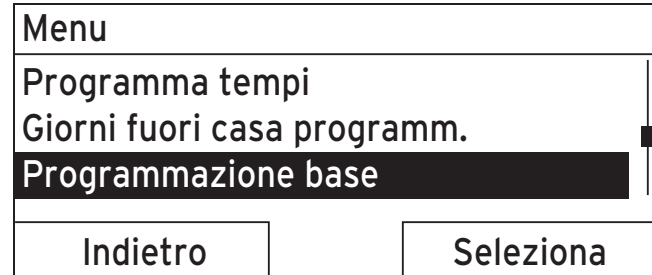 Menu
Programma tempi
Giorni fuori casa programm.
Programmazione base
Indietro Seleziona